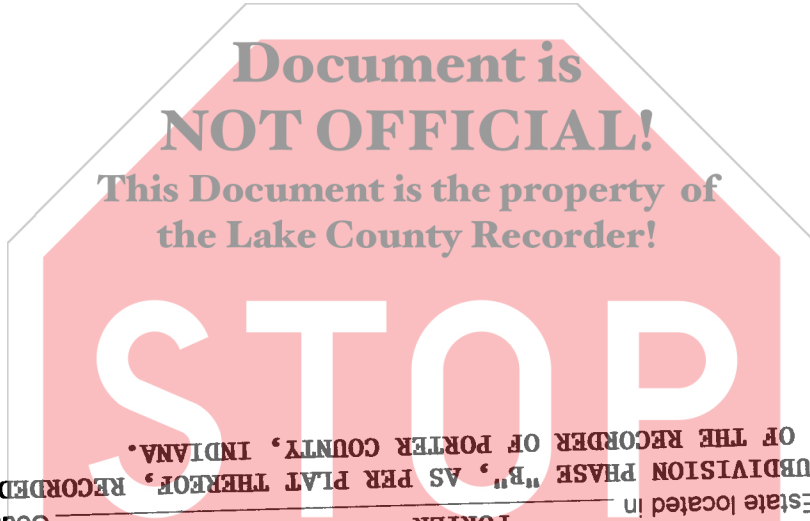 Document is
NOT OFFICIAL!
This Document is the property of
the Lake County Recorder!
STOP
Estate located in PORTER
SUBDIVISION PHASE "B", AS PER PLAT THEREOF, RECORDED
OF THE RECORDER OF PORTER COUNTY, INDIANA.